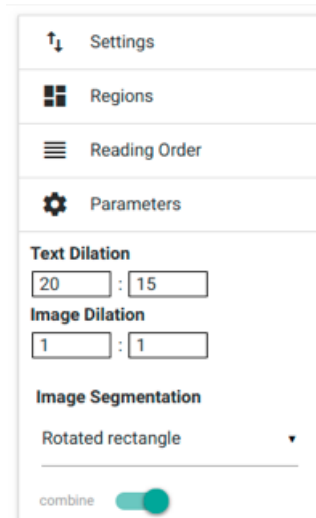 Settings
Regions
Reading Order
Parameters
Text Dilation
20 : 15
Image Dilation
1 : 1
Image Segmentation
Rotated rectangle
combine